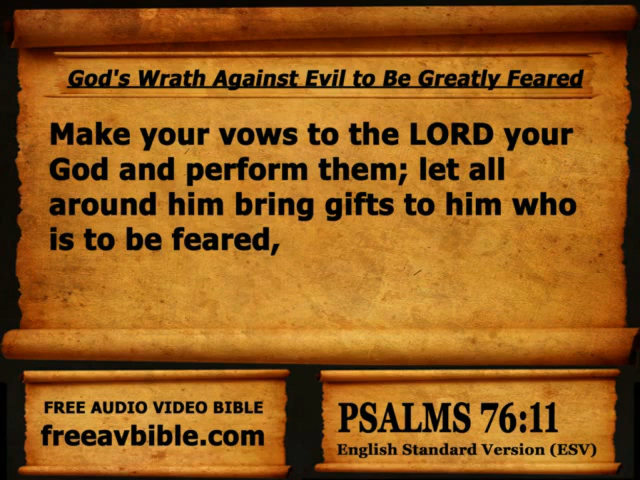 God's Wrath Against Evil to Be Greatly Feared
Make your vows to the LORD your
God and perform them; let all
around him bring gifts to him who
is to be feared,
FREE AUDIO VIDEO BIBLE
freeavbible.com
PSALMS 76:11
English Standard Version (ESV)